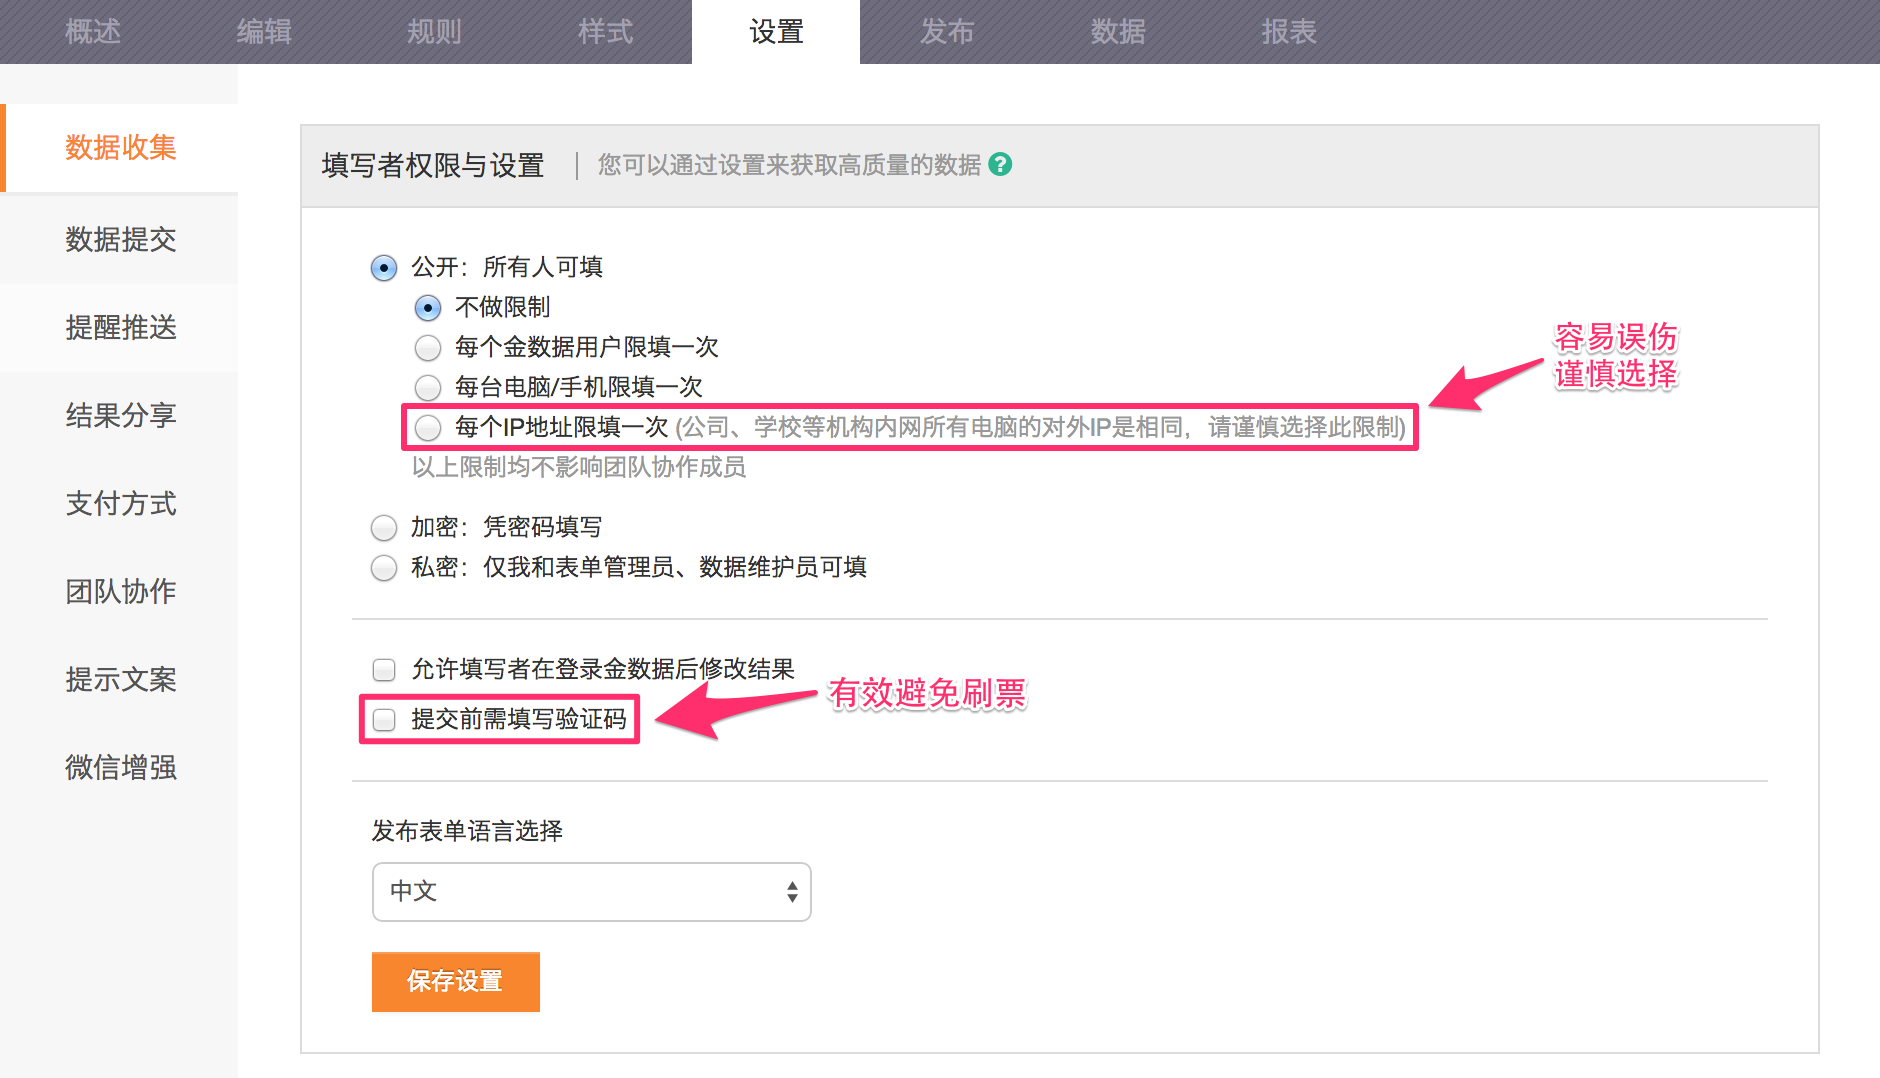 概述 编辑 规则 样式 设置 发布 数据 报表
数据收集
数据提交
提醒推送
结果分享
支付方式
团队协作
提示文案
微信增强
填写者权限与设置 | 您可以通过设置来获取高质量的数据 ?
公开：所有人可填
不做限制
每个金数据用户限填一次
每台电脑/手机限填一次
每个IP地址限填一次 (公司、学校等机构内网所有电脑的对外IP是相同，请谨慎选择此限制)
容易误伤
谨慎选择
以上限制均不影响团队协作成员
加密：凭密码填写
私密：仅我和表单管理员、数据维护员可填
允许填写者在登录金数据后修改结果
提交前需填写验证码
有效避免刷票
发布表单语言选择
中文
保存设置